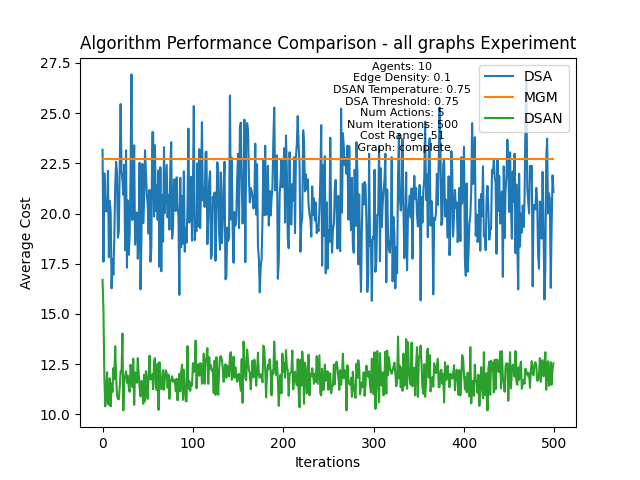 Algorithm Performance Comparison - all graphs Experiment
Agents: 10
Edge Density: 0.1
DSAN Temperature: 0.75
DSA Threshold: 0.75
Num Actions: 5
Num Iterations: 500
Cost Range: 51
Graph: complete
DSA
MGM
DSAN
Average Cost
27.5
25.0
22.5
20.0
17.5
15.0
12.5
10.0
0
100
200
300
400
500
Iterations